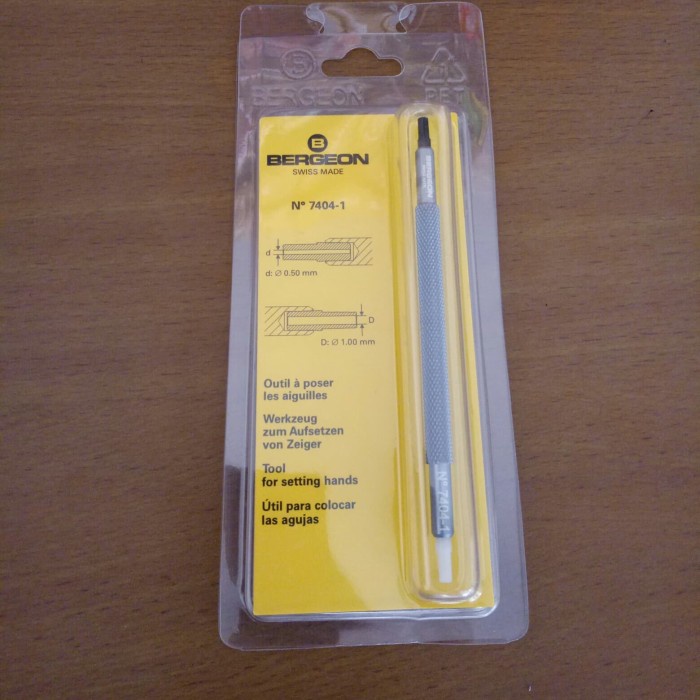 BERGEON
PET
B
BERGEON
SWISS MADE
N° 7404-1
d
d: Ø 0.50 mm
D
D: Ø 1.00 mm
Outil à poser
les aiguilles
Werkzeug
zum Aufsetzen
von Zeiger
Tool
for setting hands
Útil para colocar
las agujas
BERGEON
N° 7404-1